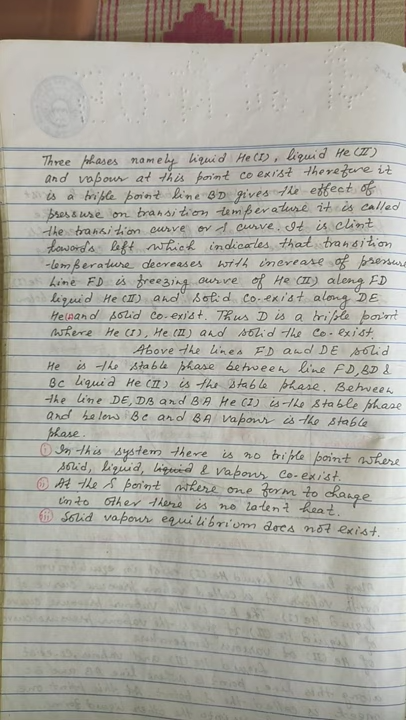 Three phases namely liquid He(I), liquid He(II)
and vapour at this point co exist therefore it
is a triple point line BD gives the effect of
pressure on transition temperature it is called
the transition curve or λ curve. It is clint
towards left which indicates that transition
temperature decreases with increase of pressure
Line FD is freezing curve of He (II) along FD
liquid He(II) and solid co-exist along DE
He(I) and solid co-exist. Thus D is a triple point
where He(I), He(II) and solid the co-exist.
Above the lines FD and DE solid
He is the stable phase between line FD, BD &
BC liquid He(II) is the stable phase. Between
the line DE, DB and BA He(I) is the stable phase
and below BC and BA vapour is the stable
phase.
(i) In this system there is no triple point where
solid, liquid, liquid & vapour co-exist.
(ii) At the λ point where one form to change
into other there is no latent heat.
(iii) Solid vapour equilibrium does not exist.